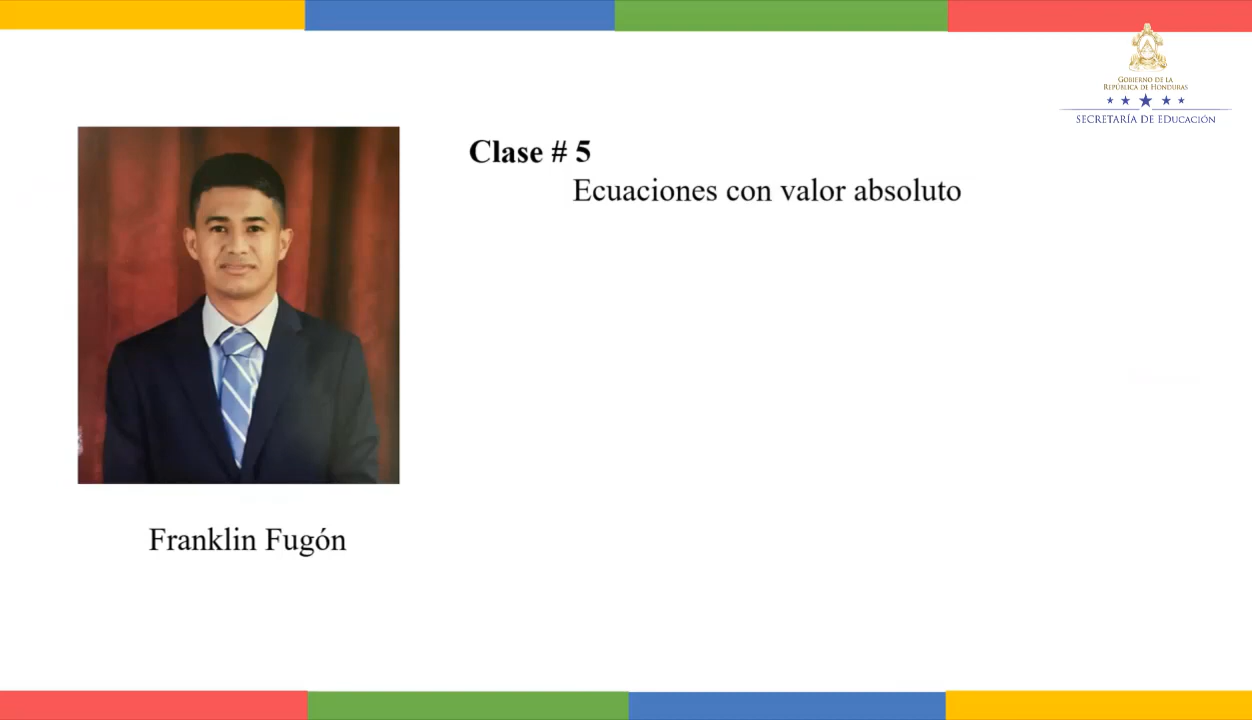 GOBIERNO DE LA
REPÚBLICA DE HONDURAS
SECRETARÍA DE EDUCACIÓN
Clase # 5
Ecuaciones con valor absoluto
Franklin Fugón